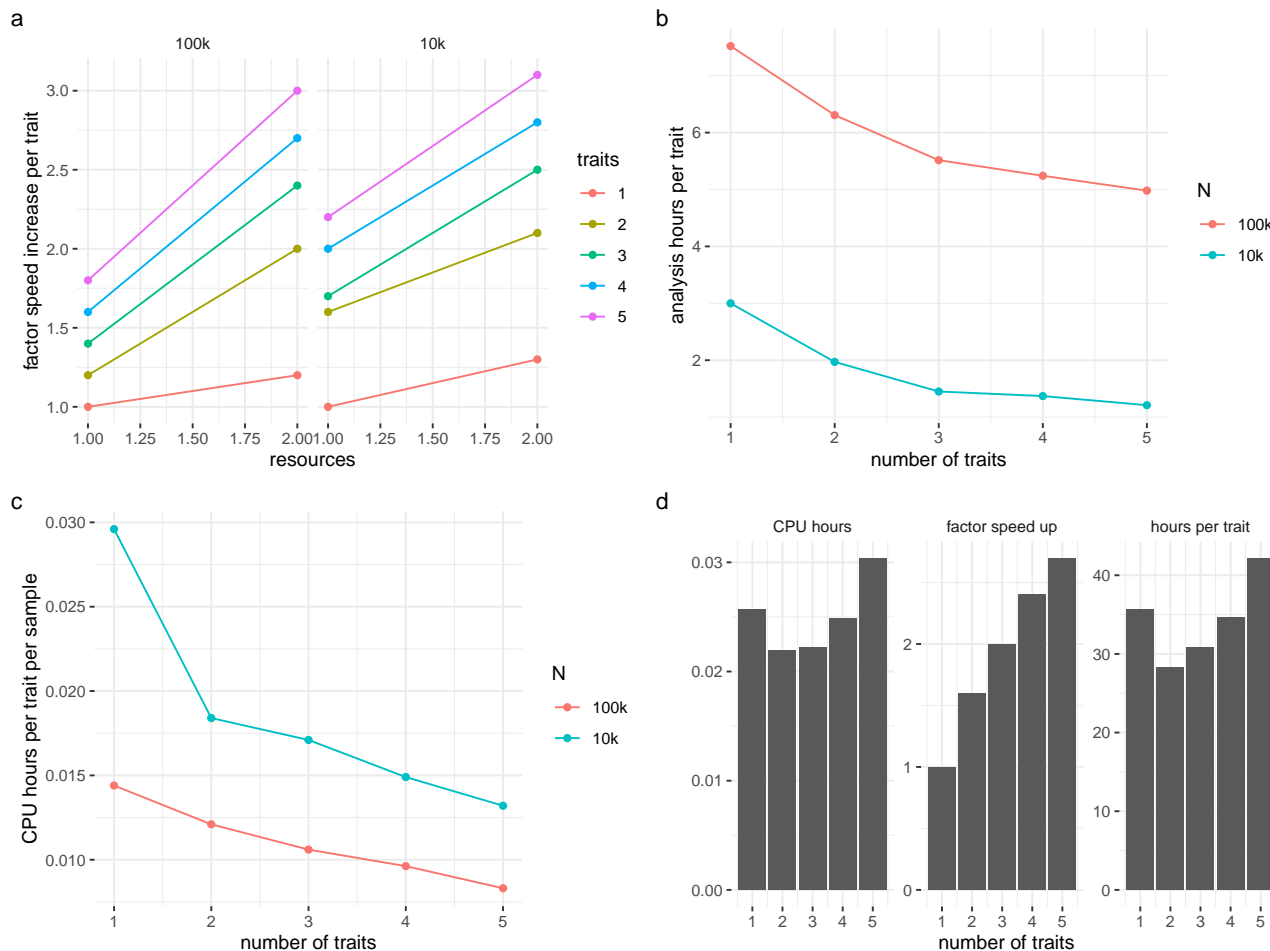 a
100k 10k
factor speed increase per trait
3.0
2.5
2.0
1.5
1.0
1.00 1.25 1.50 1.75 2.00 1.00 1.25 1.50 1.75 2.00
resources
traits
1
2
3
4
5
b
analysis hours per trait
6
4
2
1 2 3 4 5
number of traits
N
100k
10k
c
CPU hours per trait per sample
0.030
0.025
0.020
0.015
0.010
1 2 3 4 5
number of traits
N
100k
10k
d
CPU hours factor speed up hours per trait
0.03
0.02
0.01
0.00
2
1
0
40
30
20
10
0
1 2 3 4 5 1 2 3 4 5 1 2 3 4 5
number of traits